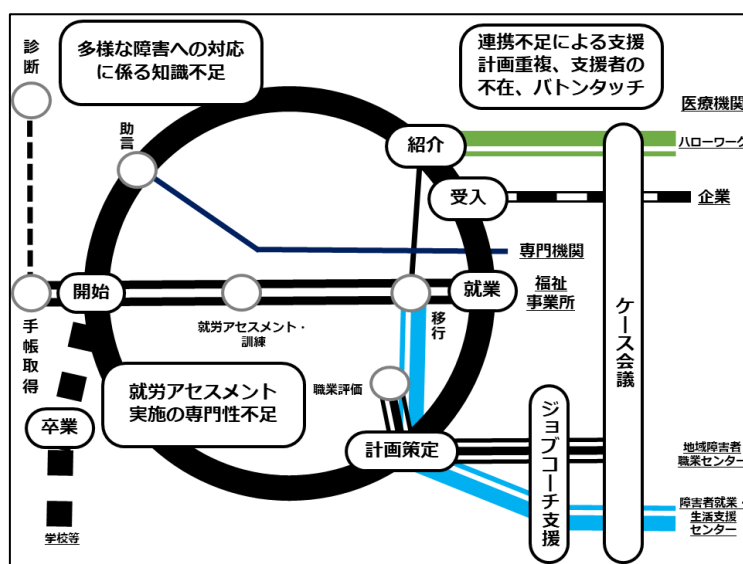 診断
多様な障害への対応
に係る知識不足
連携不足による支援
計画重複、支援者の
不在、バトンタッチ
医療機関
助言
紹介
ハローワーク
受入
企業
専門機関
開始
就業
福祉
事業所
手帳取得
就労アセスメント・
訓練
移行
ケース会議
就労アセスメント
実施の専門性不足
職業評価
ジョブコーチ支援
卒業
計画策定
地域障害者
職業センター
障害者就業・
生活支援
センター
学校等